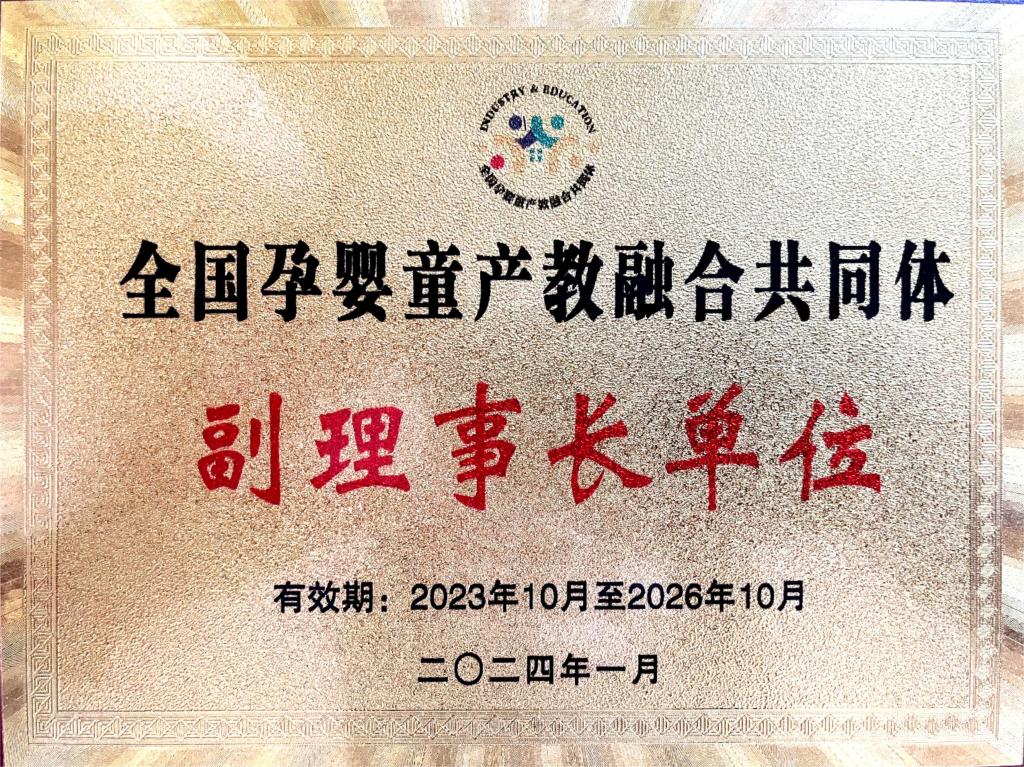 INDUSTRY & EDUCATION
全国孕婴童产教融合共同体
全国孕婴童产教融合共同体
副理事长单位
有效期：2023年10月至2026年10月
二〇二四年一月